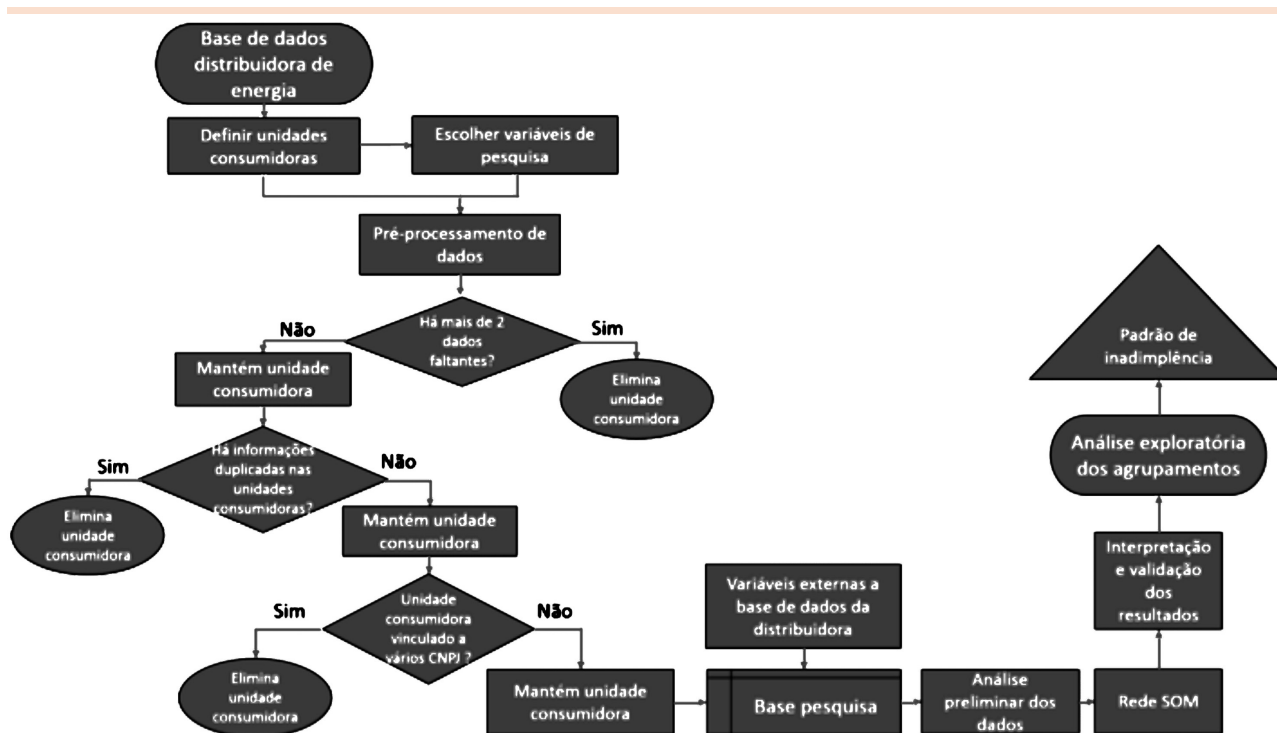 Base de dados
distribuidora de
energia
Definir unidades
consumidoras
Escolher variáveis de
pesquisa
Pré-processamento de
dados
Há mais de 2
dados
faltantes?
Não
Sim
Mantém unidade
consumidora
Elimina
unidade
consumidora
Há informações
duplicadas nas
unidades
consumidoras?
Sim
Não
Elimina
unidade
consumidora
Mantém unidade
consumidora
Unidade
consumidora
vinculado a
vários CNPJ ?
Sim
Não
Elimina
unidade
consumidora
Mantém unidade
consumidora
Variáveis externas a
base de dados da
distribuidora
Base pesquisa
Análise
preliminar dos
dados
Rede SOM
Interpretação
e validação
dos
resultados
Análise exploratória
dos agrupamentos
Padrão de
inadimplência